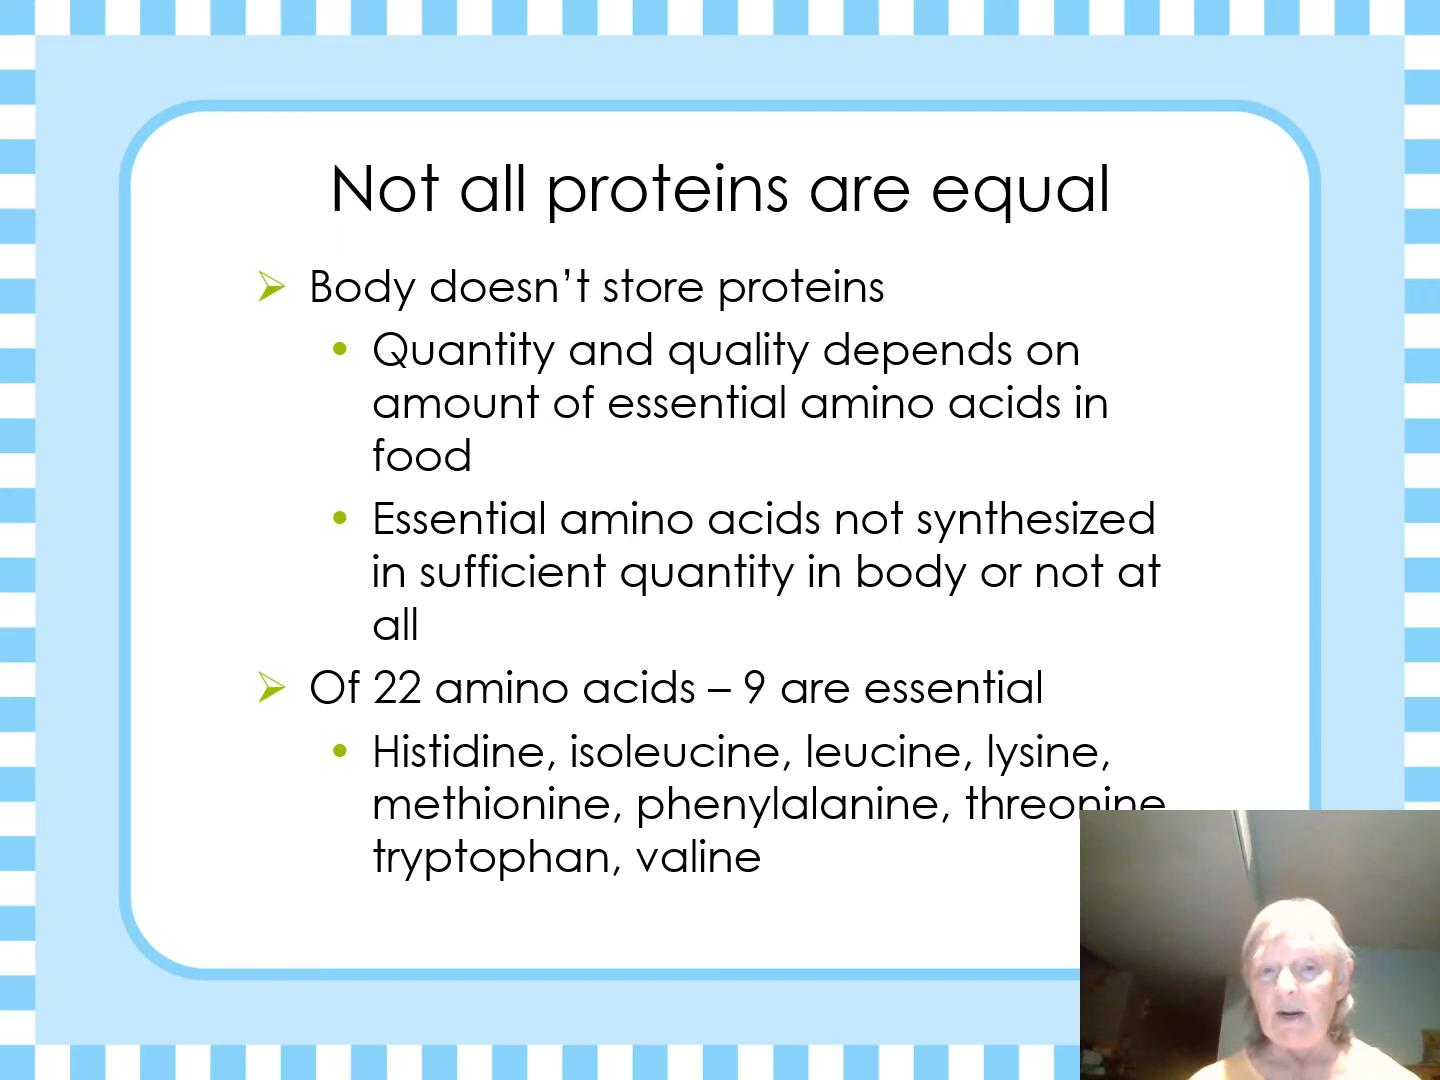 Not all proteins are equal
Body doesn’t store proteins
Quantity and quality depends on
amount of essential amino acids in
food
Essential amino acids not synthesized
in sufficient quantity in body or not at
all
Of 22 amino acids – 9 are essential
Histidine, isoleucine, leucine, lysine,
methionine, phenylalanine, threonine
tryptophan, valine